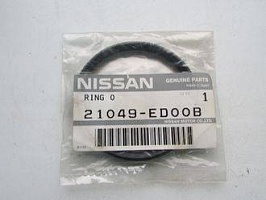 NISSAN
GENUINE PARTS
RING O 1
21049-ED00B
NISSAN MOTOR CO.,LTD.